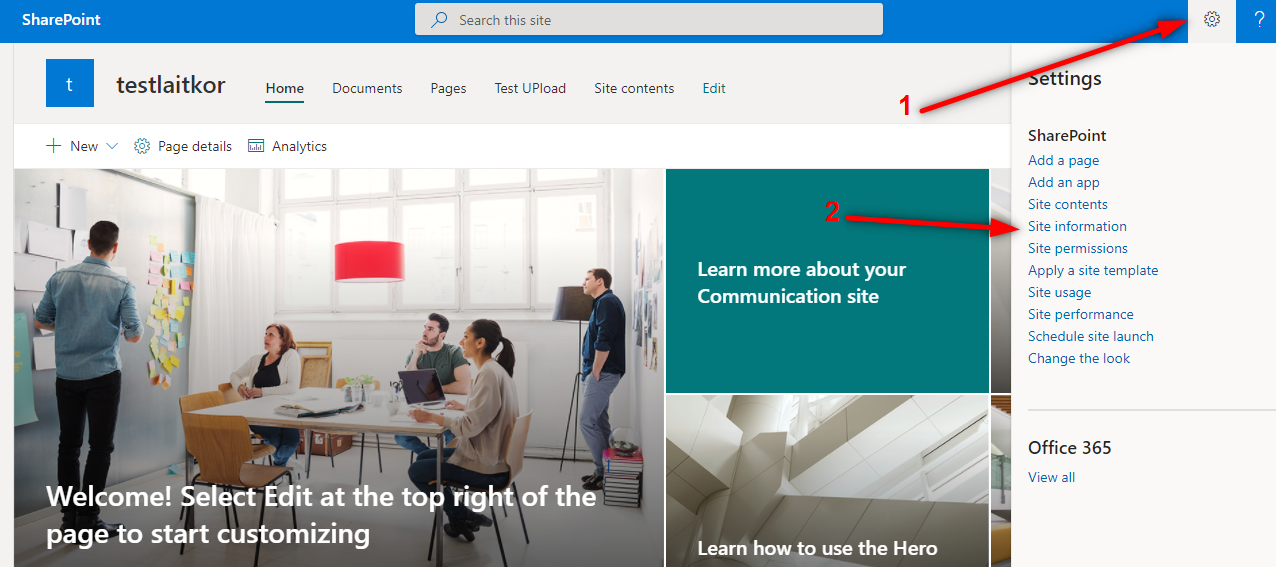 SharePoint
Search this site
?
1
t
testlaitkor
Home
Documents
Pages
Test UPload
Site contents
Edit
New
Page details
Analytics
Settings
SharePoint
Add a page
Add an app
Site contents
2
Site information
Site permissions
Apply a site template
Site usage
Site performance
Schedule site launch
Change the look
Office 365
View all
Learn more about your
Communication site
Welcome! Select Edit at the top right of the
page to start customizing
Learn how to use the Hero